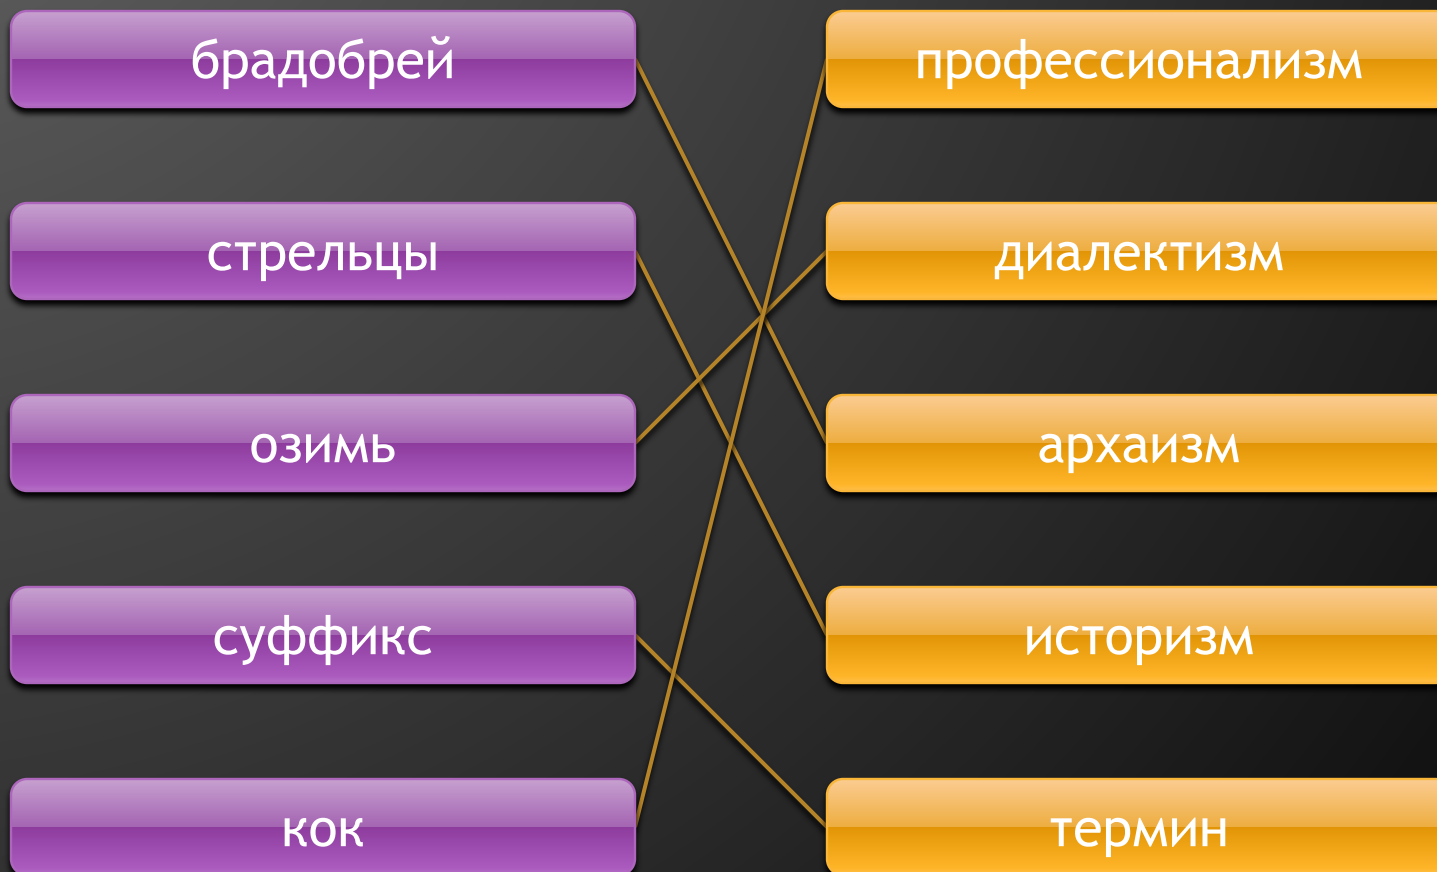 брадобрей
профессионализм
стрельцы
диалектизм
озимь
архаизм
суффикс
историзм
кок
термин